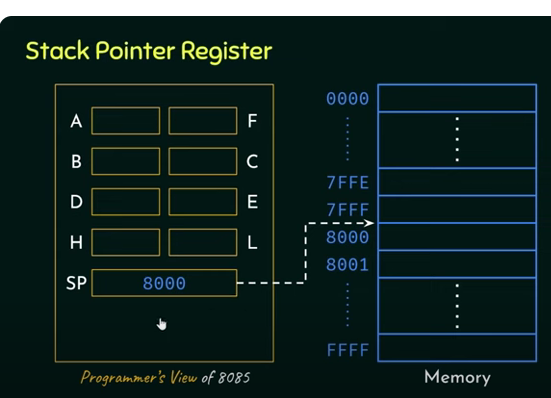 Stack Pointer Register
A F
B C
D E
H L
SP 8000
Programmer's View of 8085
0000
7FFE
7FFF
8000
8001
FFFF
Memory